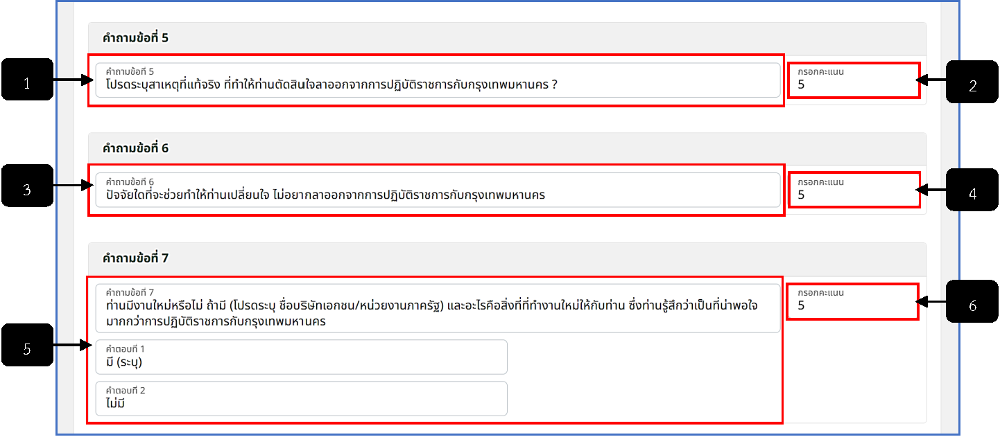 คำถามข้อที่ 5
1
คำถามข้อที่ 5
โปรดระบุสาเหตุที่แท้จริง ที่ทำให้ท่านตัดสินใจลาออกจากการปฏิบัติราชการกับกรุงเทพมหานคร ?
กรอกคะแนน
5
2
คำถามข้อที่ 6
3
คำถามข้อที่ 6
ปัจจัยใดที่จะช่วยทำให้ท่านเปลี่ยนใจ ไม่อยากลาออกจากการปฏิบัติราชการกับกรุงเทพมหานคร
กรอกคะแนน
5
4
คำถามข้อที่ 7
คำถามข้อที่ 7
ท่านมีงานใหม่หรือไม่ ถ้ามี (โปรดระบุ ชื่อบริษัทเอกชน/หน่วยงานภาครัฐ) และอะไรคือสิ่งที่ที่ทำงานใหม่ให้กับท่าน ซึ่งท่านรู้สึกว่าเป็นที่น่าพอใจ
มากกว่าการปฏิบัติราชการกับกรุงเทพมหานคร
กรอกคะแนน
5
6
5
คำตอบที่ 1
มี (ระบุ)
คำตอบที่ 2
ไม่มี